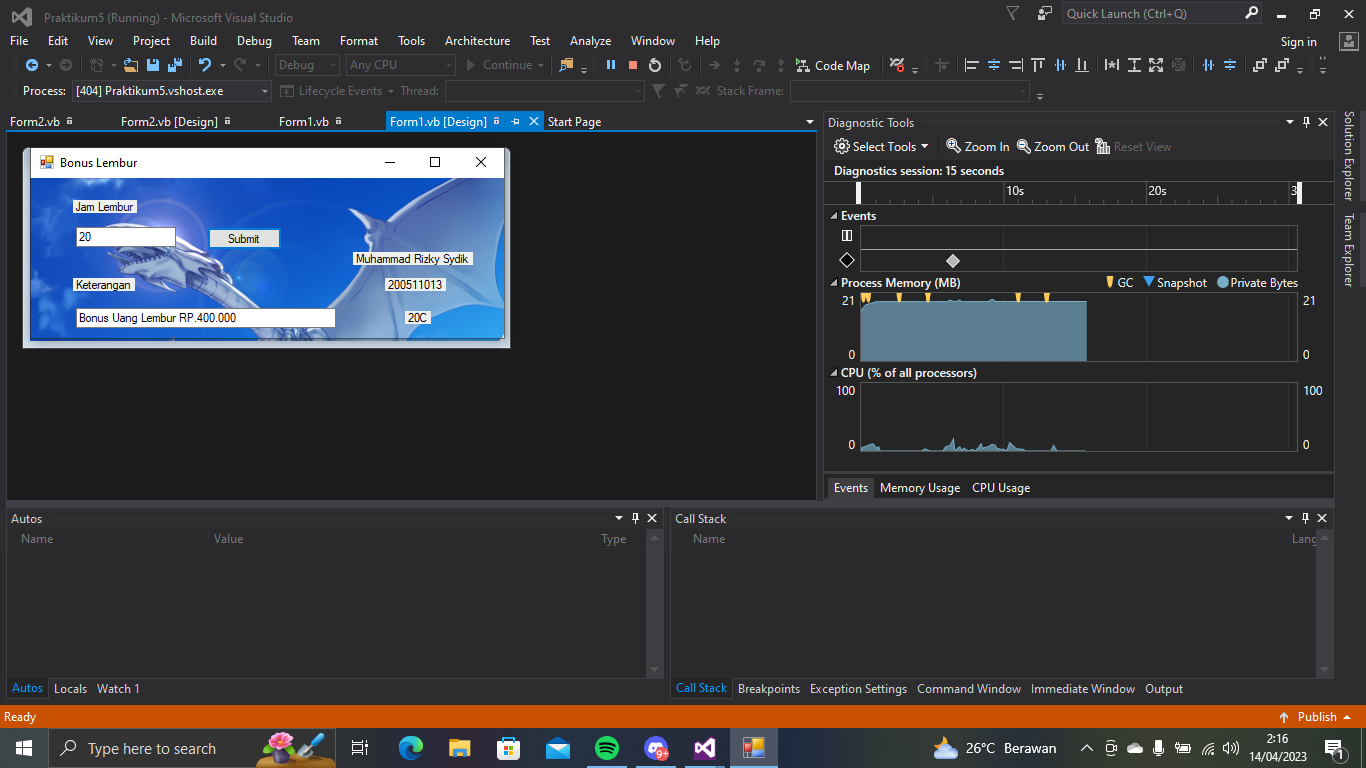 Praktikum5 (Running) - Microsoft Visual Studio
Quick Launch (Ctrl+Q)
File Edit View Project Build Debug Team Format Tools Architecture Test Analyze Window Help
Sign in
Debug Any CPU Continue Code Map
Process: [404] Praktikum5.vshost.exe Lifecycle Events Thread: Stack Frame:
Form2.vb Form2.vb [Design] Form1.vb Form1.vb [Design] Start Page
Bonus Lembur
Jam Lembur
20 Submit
Muhammad Rizky Sydik
Keterangan 200511013
Bonus Uang Lembur RP.400.000 20C
Diagnostic Tools
Select Tools Zoom In Zoom Out Reset View
Diagnostics session: 15 seconds
10s 20s 3
Events
Process Memory (MB) GC Snapshot Private Bytes
21 21
0 0
CPU (% of all processors)
100 100
0 0
Events Memory Usage CPU Usage
Solution Explorer
Team Explorer
Autos
Name Value Type
Autos Locals Watch 1
Call Stack
Name Lang
Call Stack Breakpoints Exception Settings Command Window Immediate Window Output
Ready Publish
Type here to search
9+
26°C Berawan
2:16
14/04/2023
1